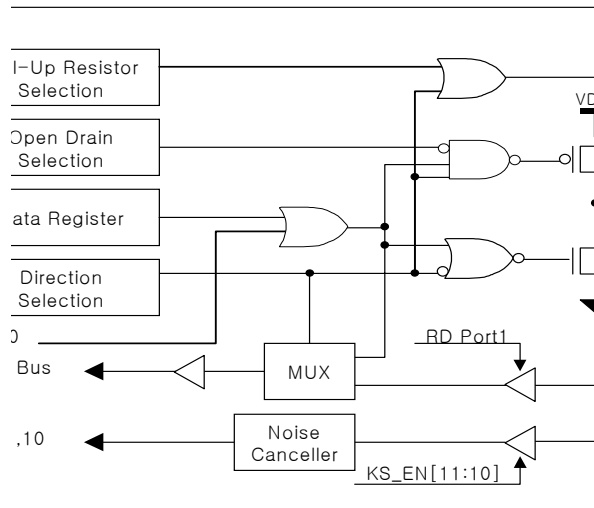 l-Up Resistor
Selection
VD
Open Drain
Selection
ata Register
Direction
Selection
0
RD Port1
Bus
MUX
,10
Noise
Canceller
KS_EN[11:10]